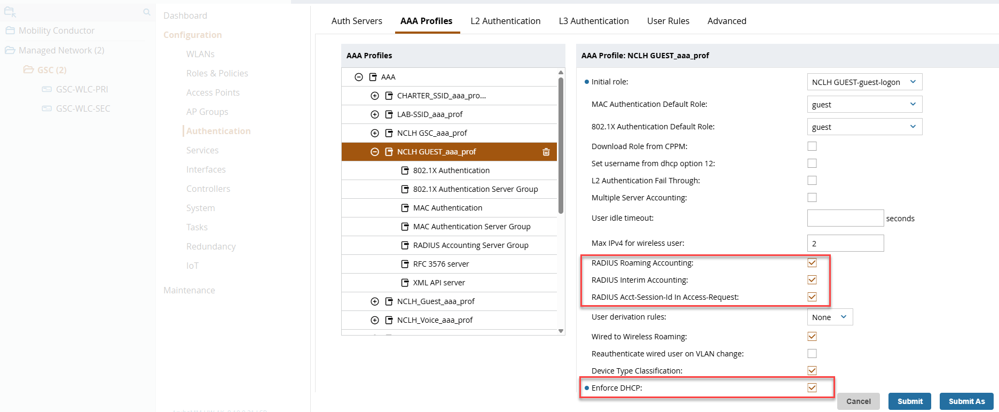 Mobility Conductor
Managed Network (2)
GSC (2)
GSC-WLC-PRI
GSC-WLC-SEC
Dashboard
Configuration
WLANs
Roles & Policies
Access Points
AP Groups
Authentication
Services
Interfaces
Controllers
System
Tasks
Redundancy
IoT
Maintenance
Auth Servers
AAA Profiles
L2 Authentication
L3 Authentication
User Rules
Advanced
AAA Profiles
AAA
CHARTER_SSID_aaa_pro...
LAB-SSID_aaa_prof
NCLH GSC_aaa_prof
NCLH GUEST_aaa_prof
802.1X Authentication
802.1X Authentication Server Group
MAC Authentication
MAC Authentication Server Group
RADIUS Accounting Server Group
RFC 3576 server
XML API server
NCLH_Guest_aaa_prof
NCLH_Voice_aaa_prof
AAA Profile: NCLH GUEST_aaa_prof
Initial role: NCLH GUEST-guest-logon
MAC Authentication Default Role: guest
802.1X Authentication Default Role: guest
Download Role from CPPM:
Set username from dhcp option 12:
L2 Authentication Fail Through:
Multiple Server Accounting:
User idle timeout: seconds
Max IPv4 for wireless user: 2
RADIUS Roaming Accounting:
RADIUS Interim Accounting:
RADIUS Acct-Session-Id In Access-Request:
User derivation rules: None
Wired to Wireless Roaming:
Reauthenticate wired user on VLAN change:
Device Type Classification:
Enforce DHCP:
Cancel Submit Submit As